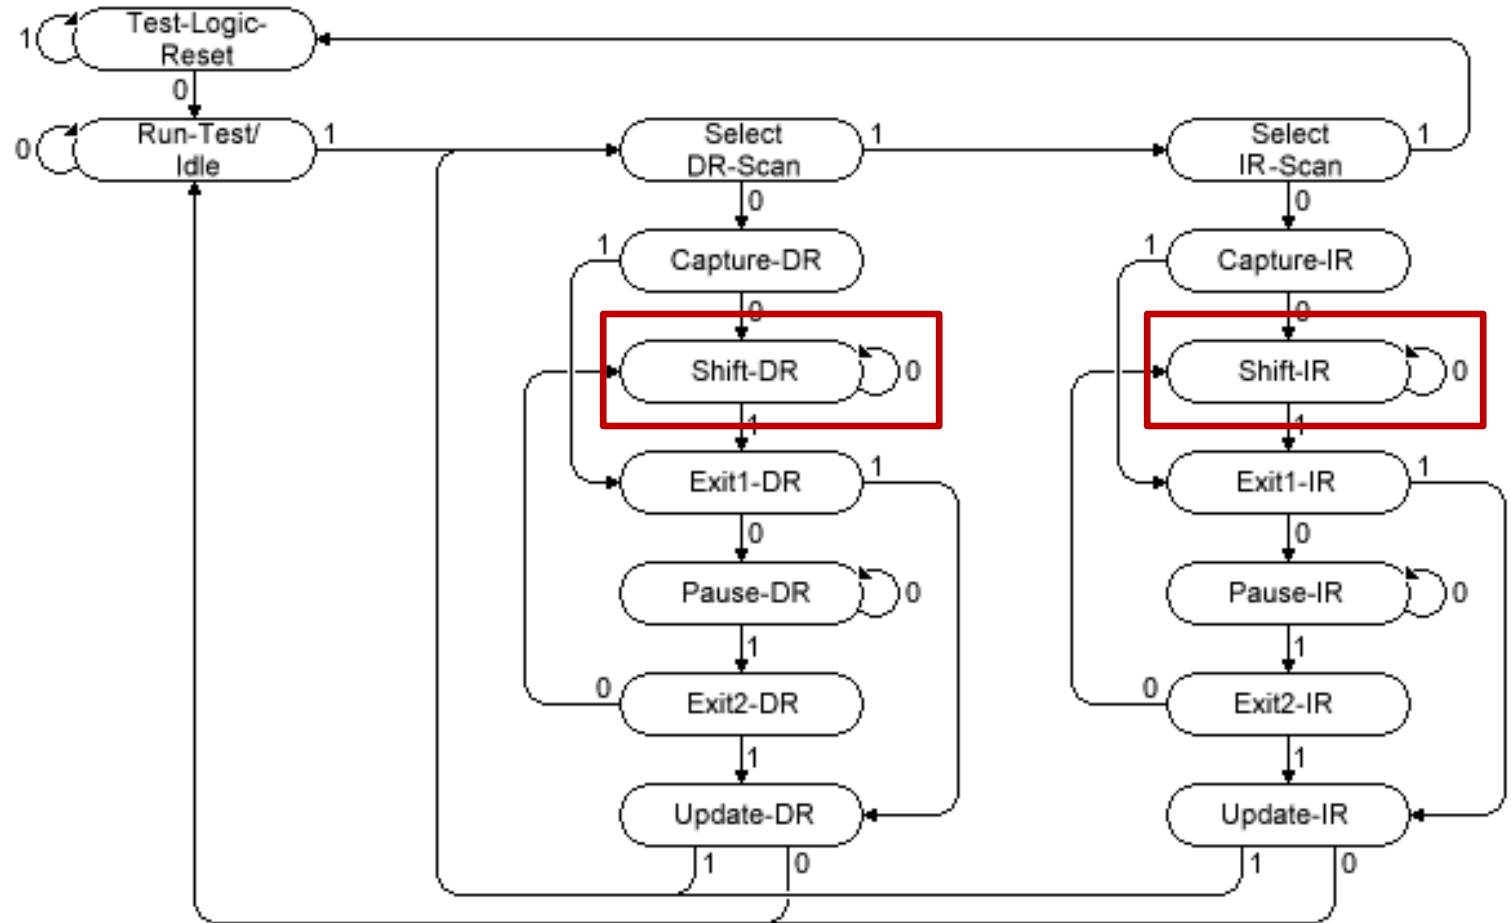 Test-Logic-
Reset
1
0
Run-Test/
Idle
0
1
Select
DR-Scan
1
0
Select
IR-Scan
1
0
Capture-DR
1
0
Capture-IR
1
0
Shift-DR
0
1
Shift-IR
0
1
Exit1-DR
1
0
Exit1-IR
1
0
Pause-DR
0
1
Pause-IR
0
1
Exit2-DR
0
1
Exit2-IR
0
1
Update-DR
1
0
Update-IR
1
0